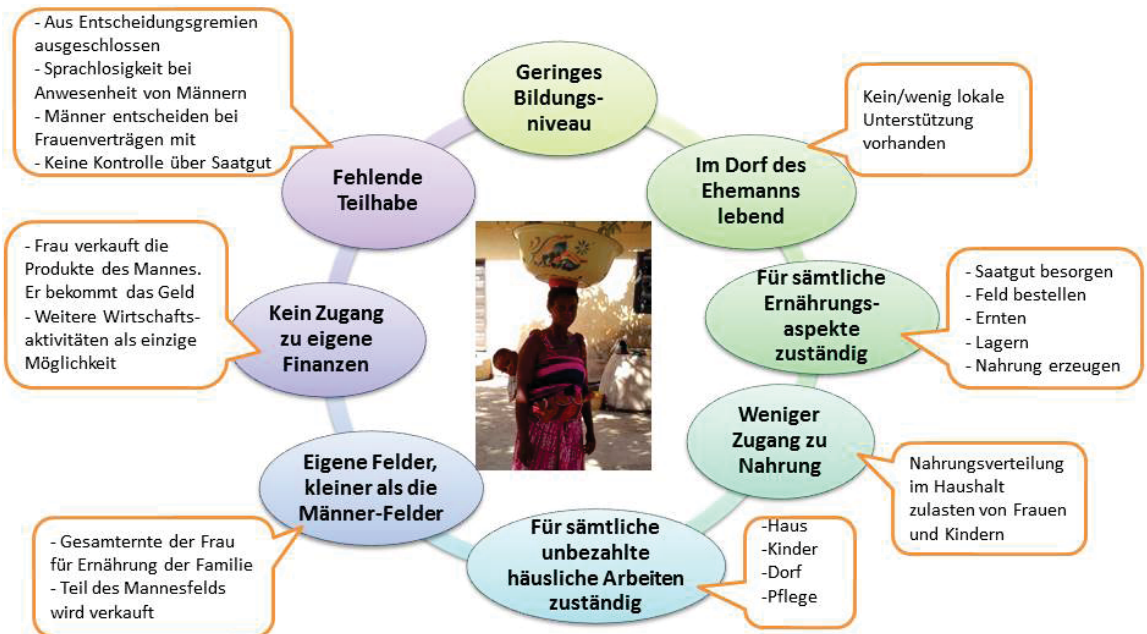 - Aus Entscheidungsgremien
ausgeschlossen
- Sprachlosigkeit bei
Anwesenheit von Männern
- Männer entscheiden bei
Frauenverträgen mit
- Keine Kontrolle über Saatgut
Geringes
Bildungs-
niveau
Kein/wenig lokale
Unterstützung
vorhanden
Fehlende
Teilhabe
Im Dorf des
Ehemanns
lebend
- Frau verkauft die
Produkte des Mannes.
Er bekommt das Geld
- Weitere Wirtschafts-
aktivitäten als einzige
Möglichkeit
Kein Zugang
zu eigene
Finanzen
Für sämtliche
Ernährungs-
aspekte
zuständig
- Saatgut besorgen
- Feld bestellen
- Ernten
- Lagern
- Nahrung erzeugen
Weniger
Zugang zu
Nahrung
Nahrungsverteilung
im Haushalt
zulasten von Frauen
und Kindern
Eigene Felder,
kleiner als die
Männer-Felder
- Gesamternte der Frau
für Ernährung der Familie
- Teil des Mannesfelds
wird verkauft
Für sämtliche
unbezahlte
häusliche Arbeiten
zuständig
-Haus
-Kinder
-Dorf
-Pflege